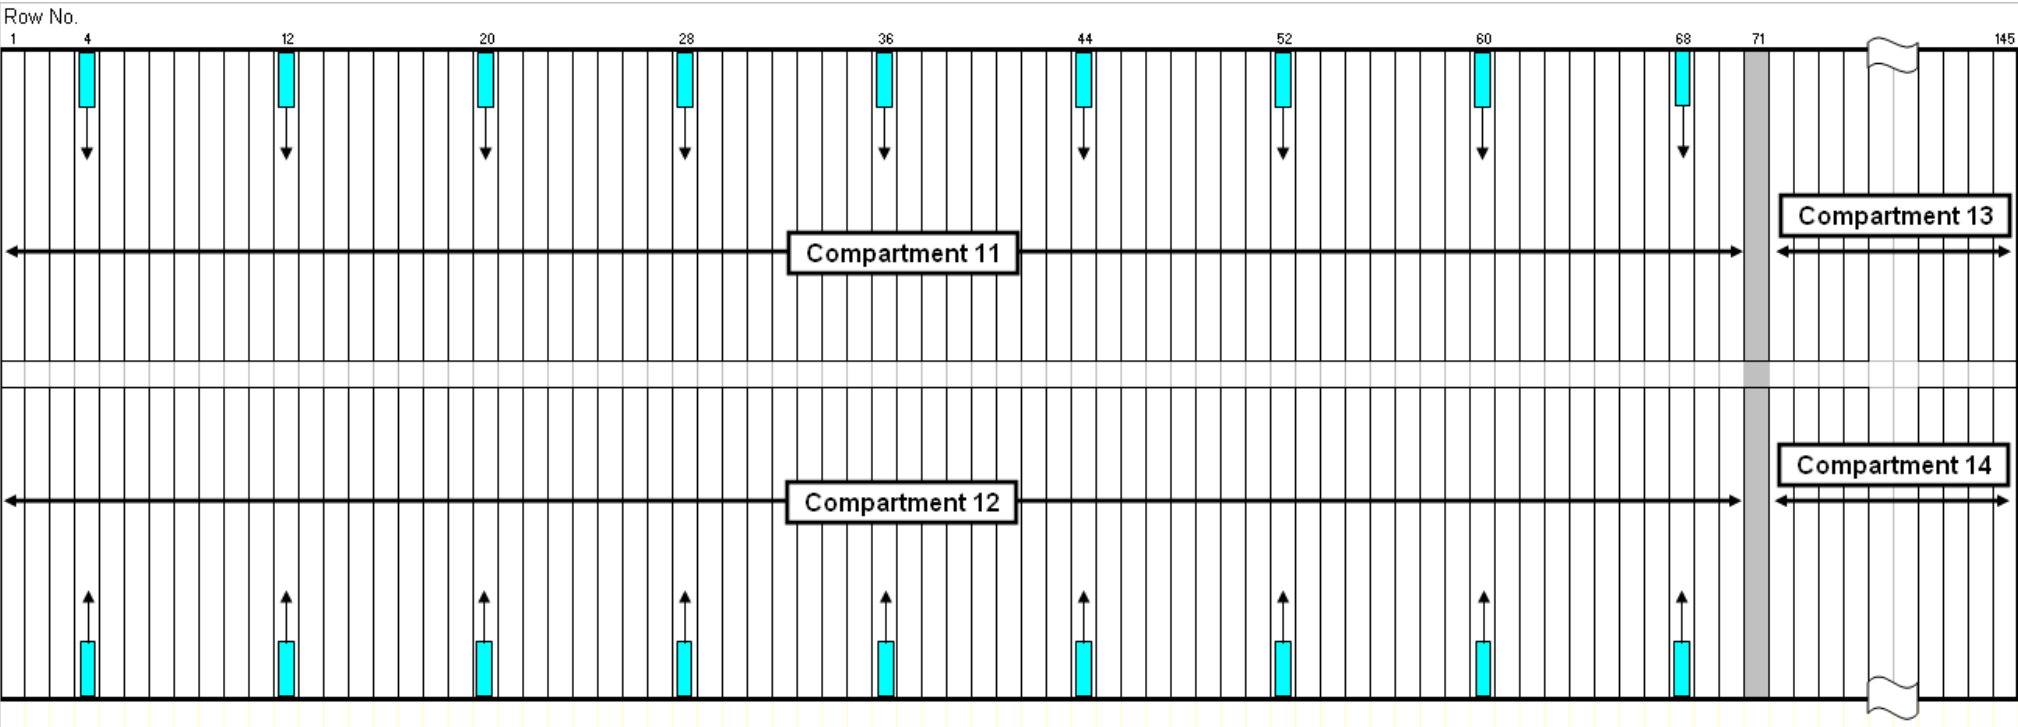 Row No.
1 4 12 20 28 36 44 52 60 68 71 145
Compartment 13
Compartment 11
Compartment 14
Compartment 12